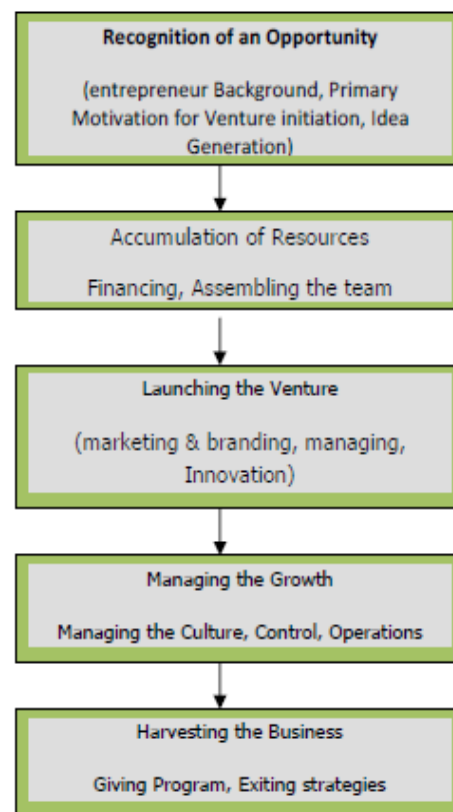 Recognition of an Opportunity
(entrepreneur Background, Primary
Motivation for Venture initiation, Idea
Generation)
Accumulation of Resources
Financing, Assembling the team
Launching the Venture
(marketing & branding, managing,
Innovation)
Managing the Growth
Managing the Culture, Control, Operations
Harvesting the Business
Giving Program, Exiting strategies